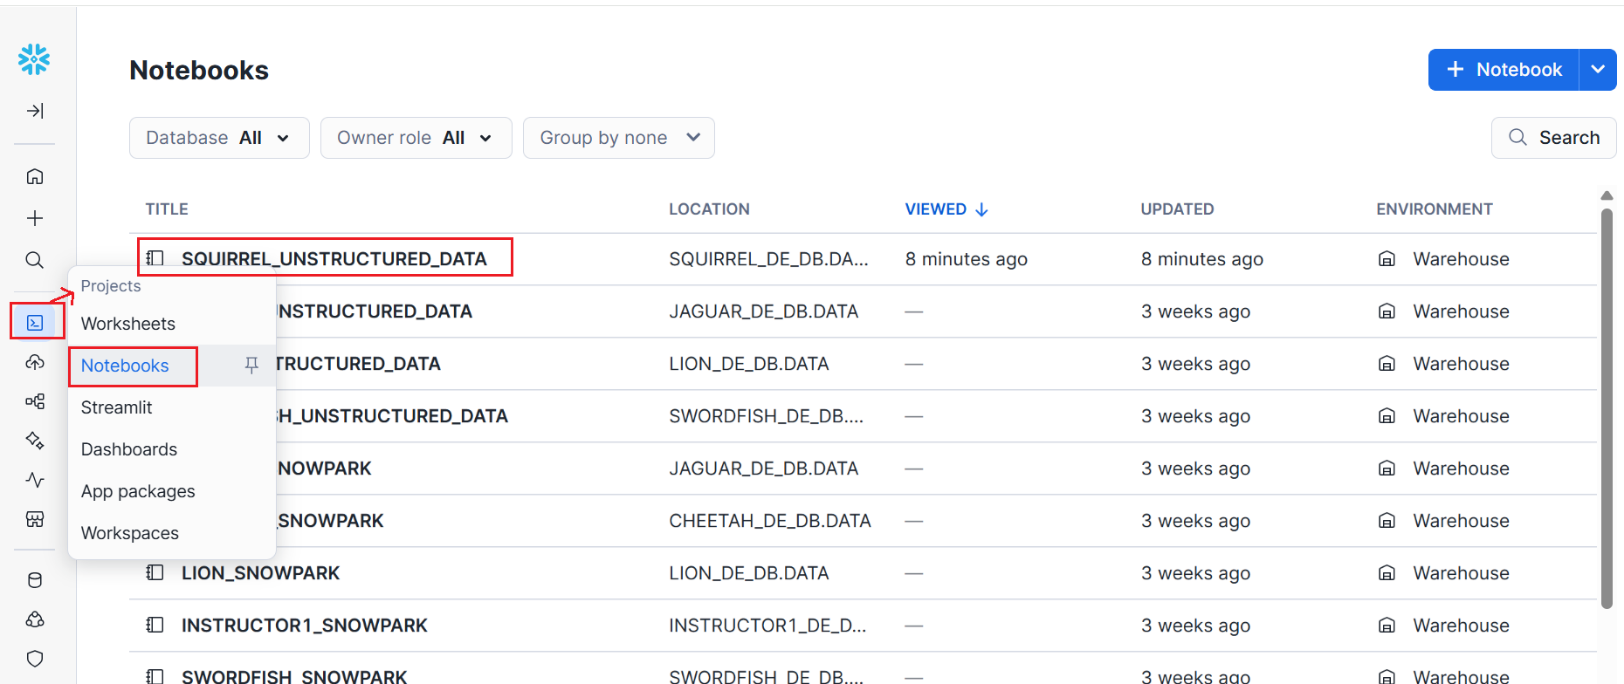 Notebooks
+ Notebook
Database All
Owner role All
Group by none
Search
TITLE LOCATION VIEWED UPDATED ENVIRONMENT
SQUIRREL_UNSTRUCTURED_DATA SQUIRREL_DE_DB.DA... 8 minutes ago 8 minutes ago Warehouse
NSTRUCTURED_DATA JAGUAR_DE_DB.DATA — 3 weeks ago Warehouse
TRUCTURED_DATA LION_DE_DB.DATA — 3 weeks ago Warehouse
H_UNSTRUCTURED_DATA SWORDFISH_DE_DB.... — 3 weeks ago Warehouse
NOWPARK JAGUAR_DE_DB.DATA — 3 weeks ago Warehouse
_SNOWPARK CHEETAH_DE_DB.DATA — 3 weeks ago Warehouse
LION_SNOWPARK LION_DE_DB.DATA — 3 weeks ago Warehouse
INSTRUCTOR1_SNOWPARK INSTRUCTOR1_DE_D... — 3 weeks ago Warehouse
SWORDFISH_SNOWPARK SWORDFISH_DE_DB.... — 3 weeks ago Warehouse
Projects
Worksheets
Notebooks
Streamlit
Dashboards
App packages
Workspaces